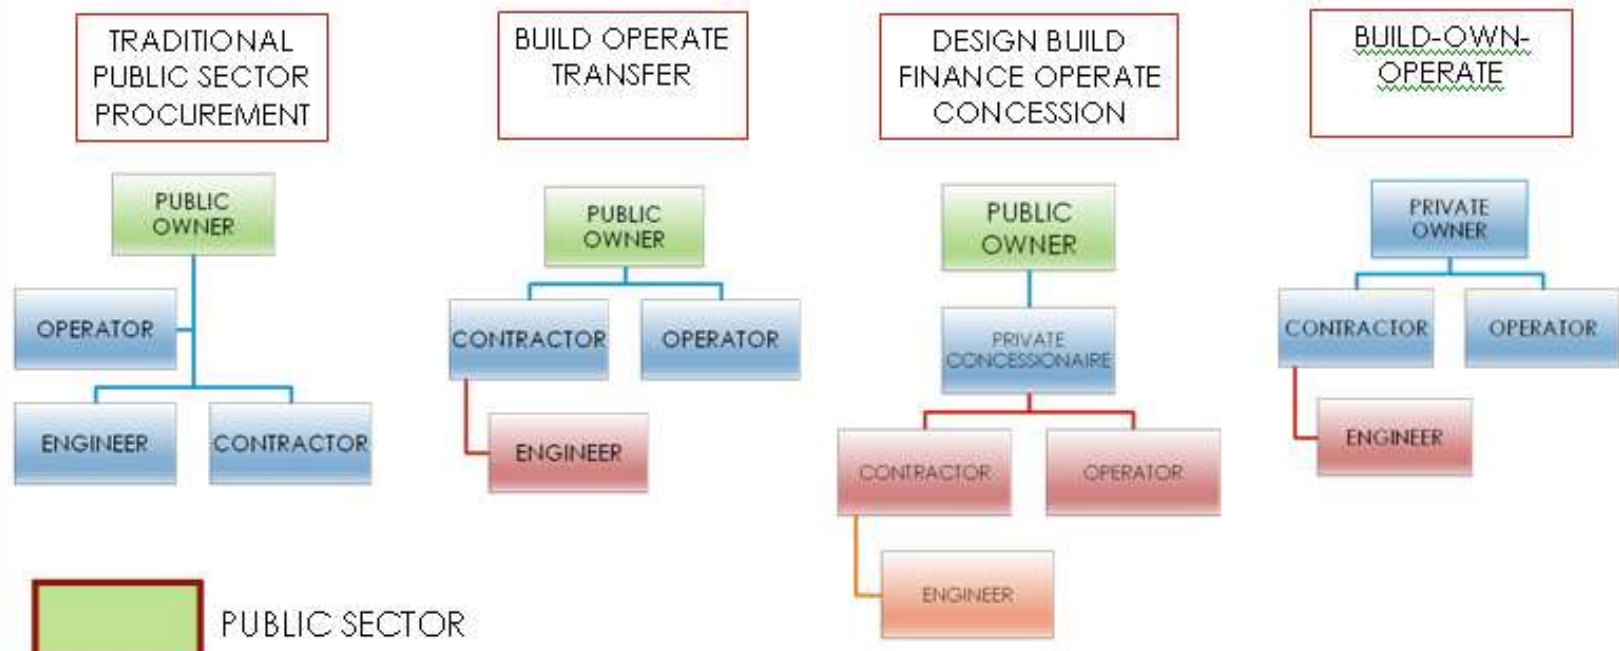 TRADITIONAL
PUBLIC SECTOR
PROCUREMENT
PUBLIC
OWNER
OPERATOR
ENGINEER
CONTRACTOR
BUILD OPERATE
TRANSFER
PUBLIC
OWNER
CONTRACTOR
OPERATOR
ENGINEER
DESIGN BUILD
FINANCE OPERATE
CONCESSION
PUBLIC
OWNER
PRIVATE
CONCESSIONAIRE
CONTRACTOR
OPERATOR
ENGINEER
BUILD-OWN-
OPERATE
PRIVATE
OWNER
CONTRACTOR
OPERATOR
ENGINEER
PUBLIC SECTOR